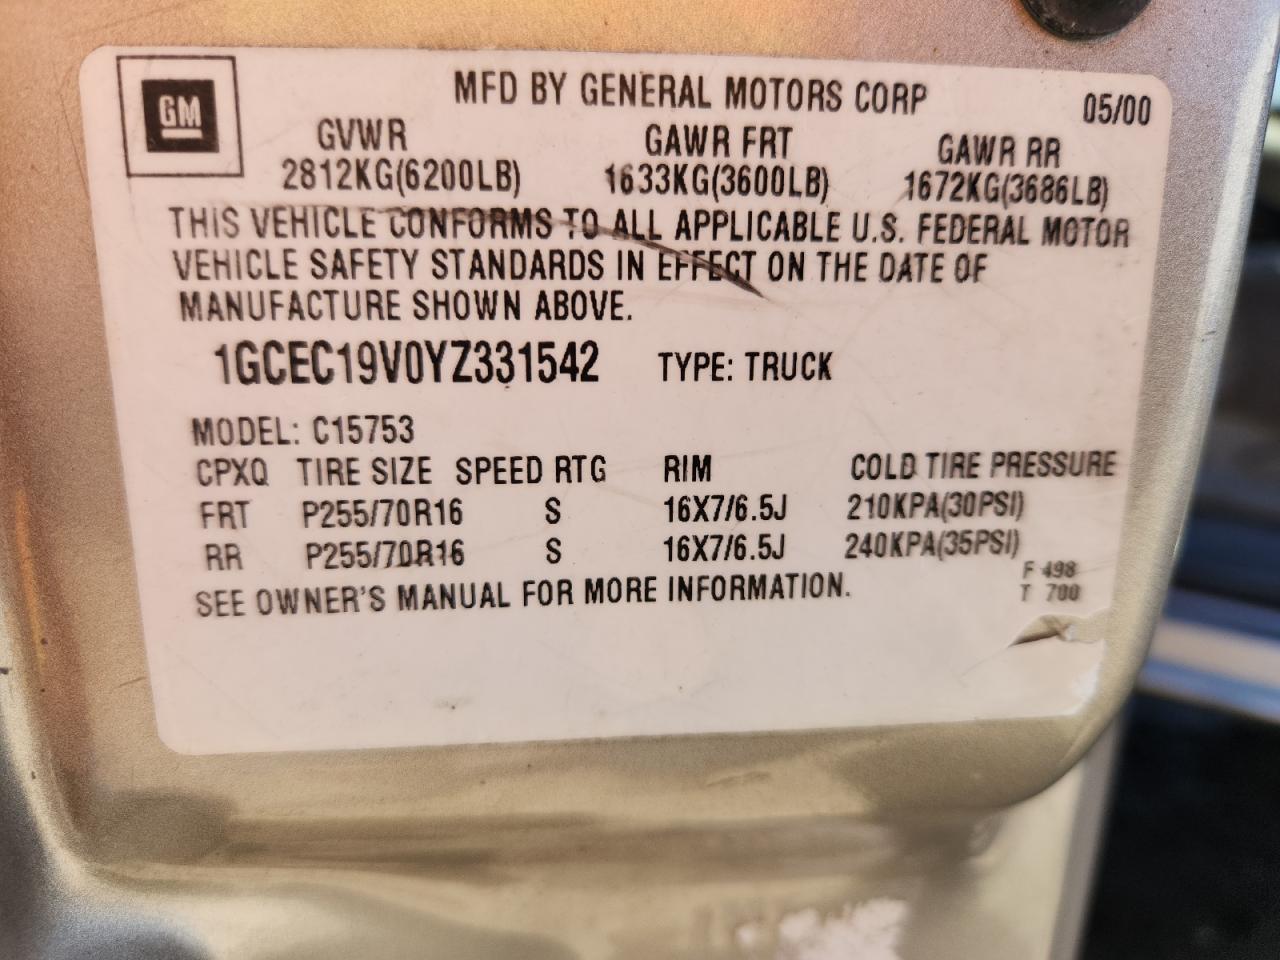 GM
MFD BY GENERAL MOTORS CORP 05/00
GVWR GAWR FRT GAWR RR
2812KG(6200LB) 1633KG(3600LB) 1672KG(3686LB)
THIS VEHICLE CONFORMS TO ALL APPLICABLE U.S. FEDERAL MOTOR
VEHICLE SAFETY STANDARDS IN EFFECT ON THE DATE OF
MANUFACTURE SHOWN ABOVE.
1GCEC19V0YZ331542 TYPE: TRUCK
MODEL: C15753
CPXQ TIRE SIZE SPEED RTG RIM COLD TIRE PRESSURE
FRT P255/70R16 S 16X7/6.5J 210KPA(30PSI)
RR P255/70R16 S 16X7/6.5J 240KPA(35PSI)
SEE OWNER'S MANUAL FOR MORE INFORMATION.
F 498
T 700